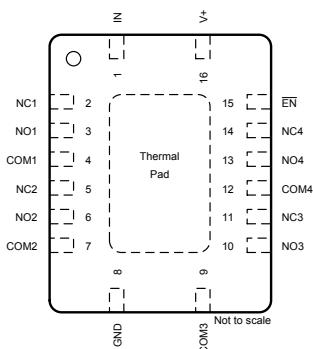 IN
V+
1
16
NC1 2
15 EN
NO1 3
14 NC4
COM1 4
13 NO4
Thermal
Pad
NC2 5
12 COM4
NO2 6
11 NC3
COM2 7
10 NO3
8
9
Not to scale
GND
COM3